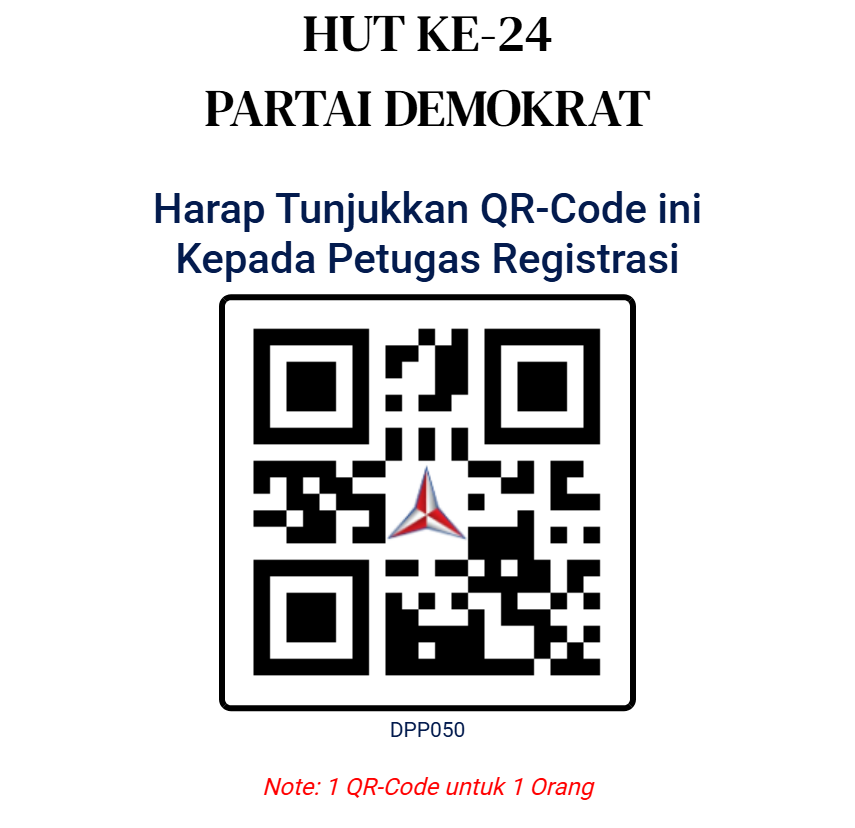 HUT KE-24
PARTAI DEMOKRAT
Harap Tunjukkan QR-Code ini
Kepada Petugas Registrasi
DPP050
Note: 1 QR-Code untuk 1 Orang